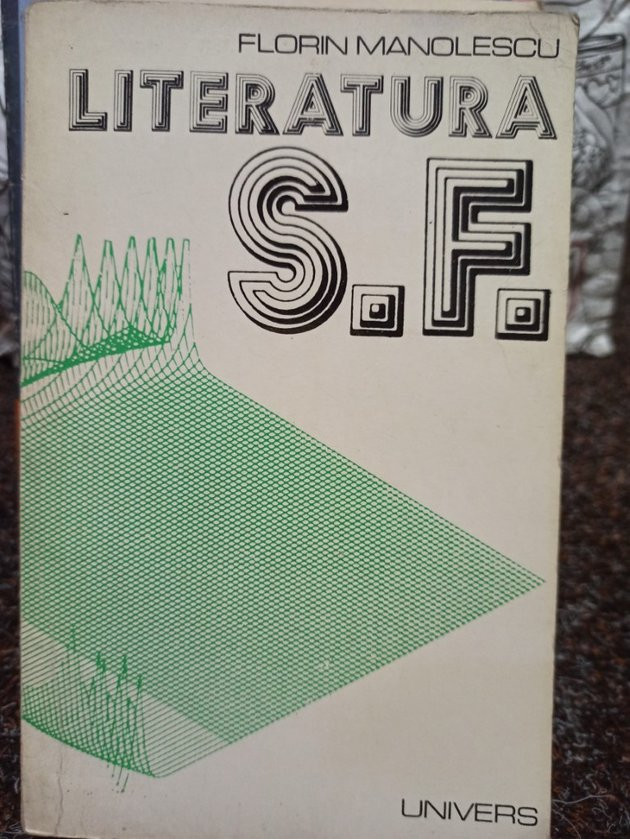 FLORIN MANOLESCU
LITERATURA
S.F.
UNIVERS